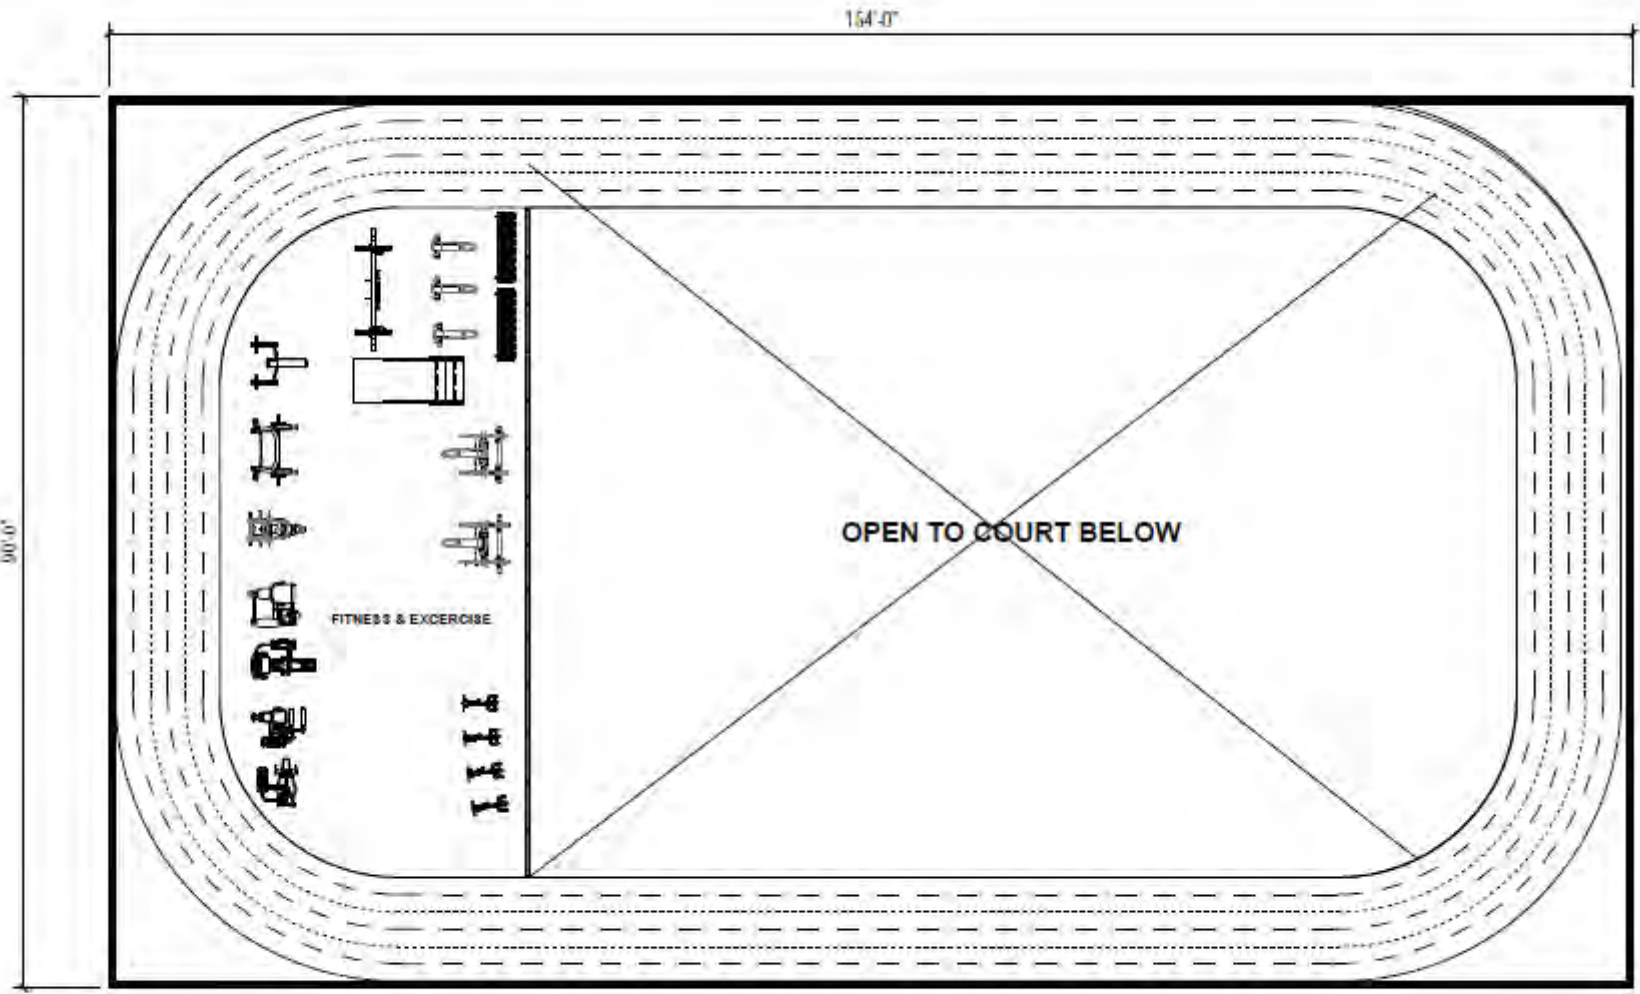 154'-0"
90'-0"
OPEN TO COURT BELOW
FITNESS & EXCERCISE